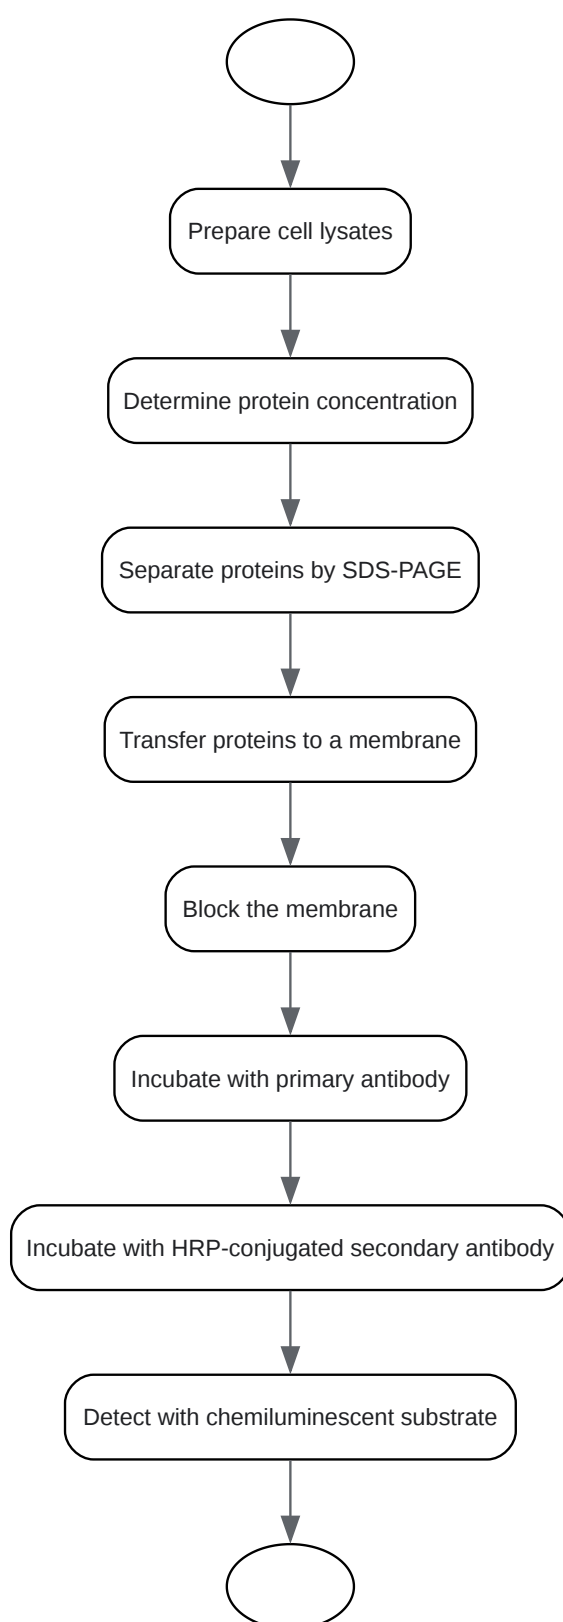 Prepare cell lysates
Determine protein concentration
Separate proteins by SDS-PAGE
Transfer proteins to a membrane
Block the membrane
Incubate with primary antibody
Incubate with HRP-conjugated secondary antibody
Detect with chemiluminescent substrate